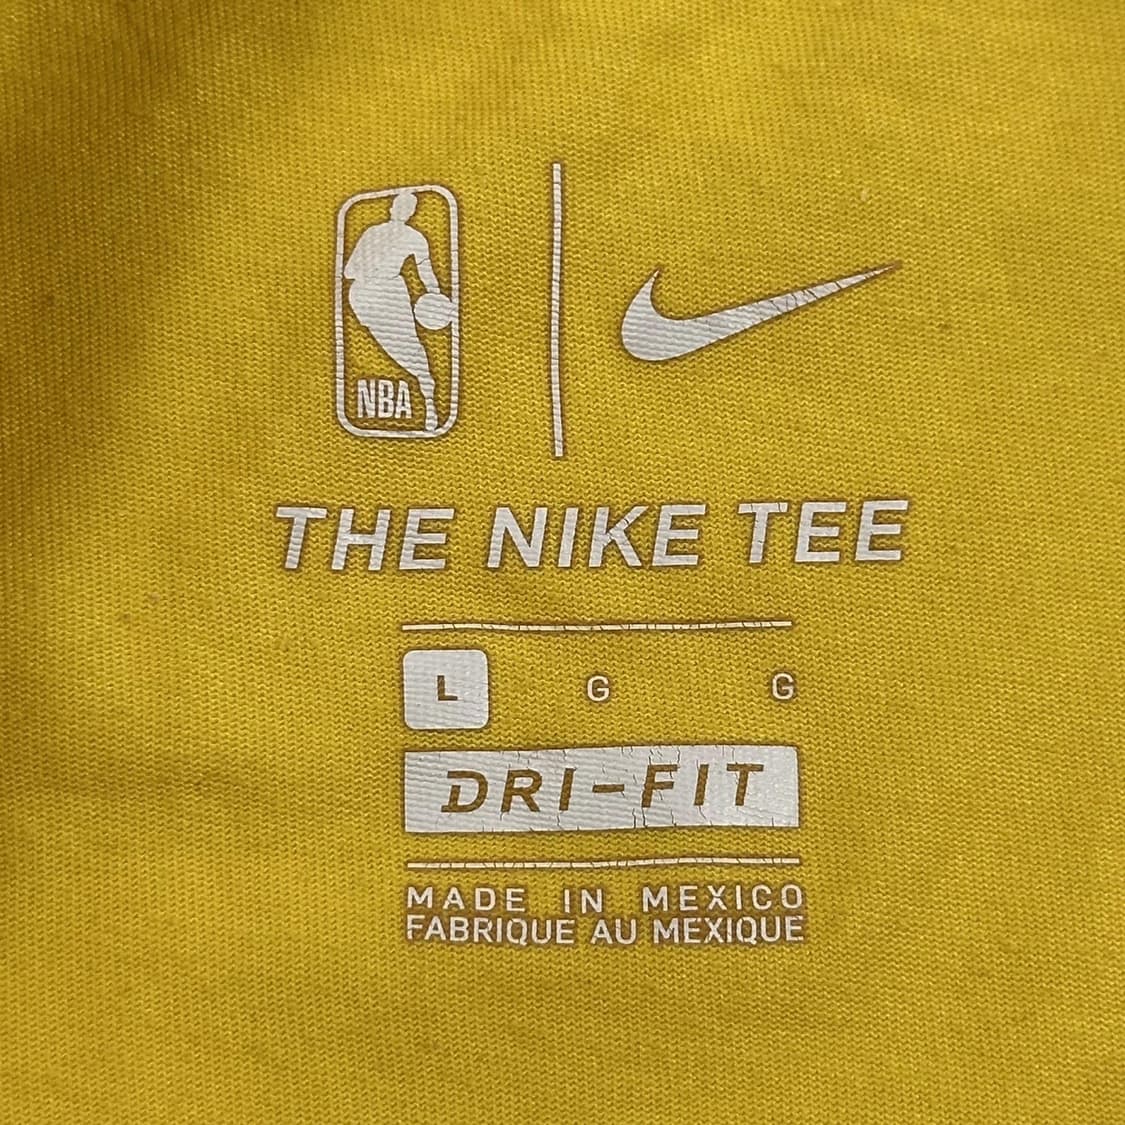 NBA
THE NIKE TEE
L G G
DRI-FIT
MADE IN MEXICO
FABRIQUE AU MEXIQUE